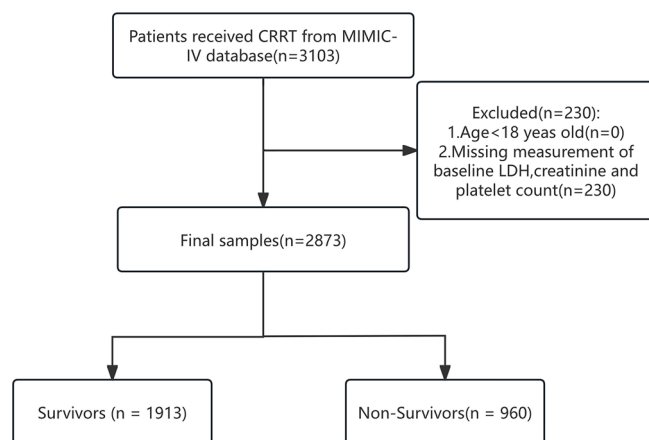 Patients received CRRT from MIMIC-
IV database(n=3103)
Excluded(n=230):
1.Age<18 yeas old(n=0)
2.Missing measurement of
baseline LDH,creatinine and
platelet count(n=230)
Final samples(n=2873)
Survivors (n = 1913)
Non-Survivors(n = 960)